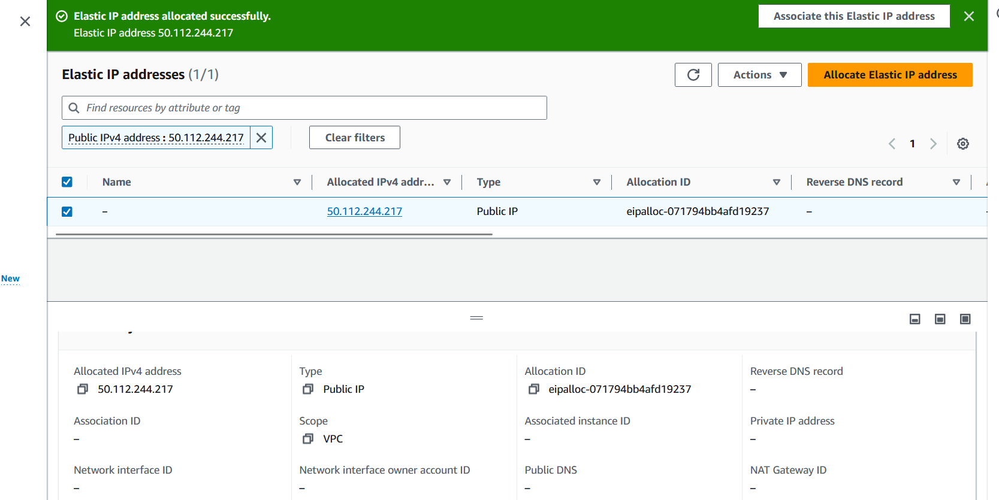 Elastic IP address allocated successfully.
Elastic IP address 50.112.244.217
Associate this Elastic IP address
Elastic IP addresses (1/1)
Actions
Allocate Elastic IP address
Find resources by attribute or tag
Public IPv4 address : 50.112.244.217
Clear filters
1
Name
Allocated IPv4 addr...
Type
Allocation ID
Reverse DNS record
–
50.112.244.217
Public IP
eipalloc-071794bb4afd19237
–
New
Allocated IPv4 address
Type
Allocation ID
Reverse DNS record
50.112.244.217
Public IP
eipalloc-071794bb4afd19237
–
Association ID
Scope
Associated instance ID
Private IP address
–
VPC
–
–
Network interface ID
Network interface owner account ID
Public DNS
NAT Gateway ID
–
–
–
–